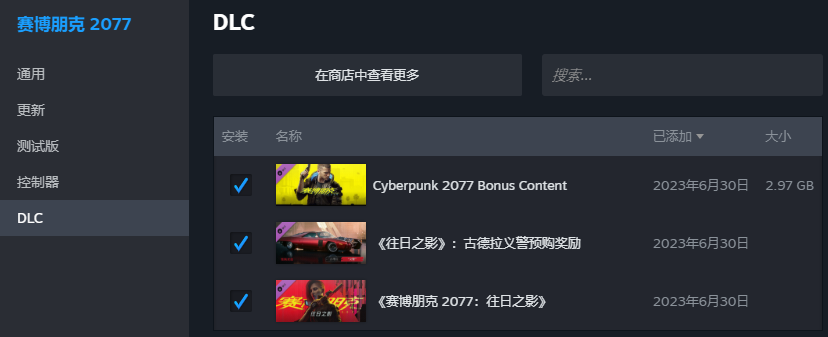 赛博朋克 2077
通用
更新
测试版
控制器
DLC
DLC
在商店中查看更多
搜索...
安装 名称 已添加 大小
Cyberpunk 2077 Bonus Content 2023年6月30日 2.97 GB
《往日之影》：古德拉义警预购奖励 2023年6月30日
《赛博朋克 2077：往日之影》 2023年6月30日
往日之影